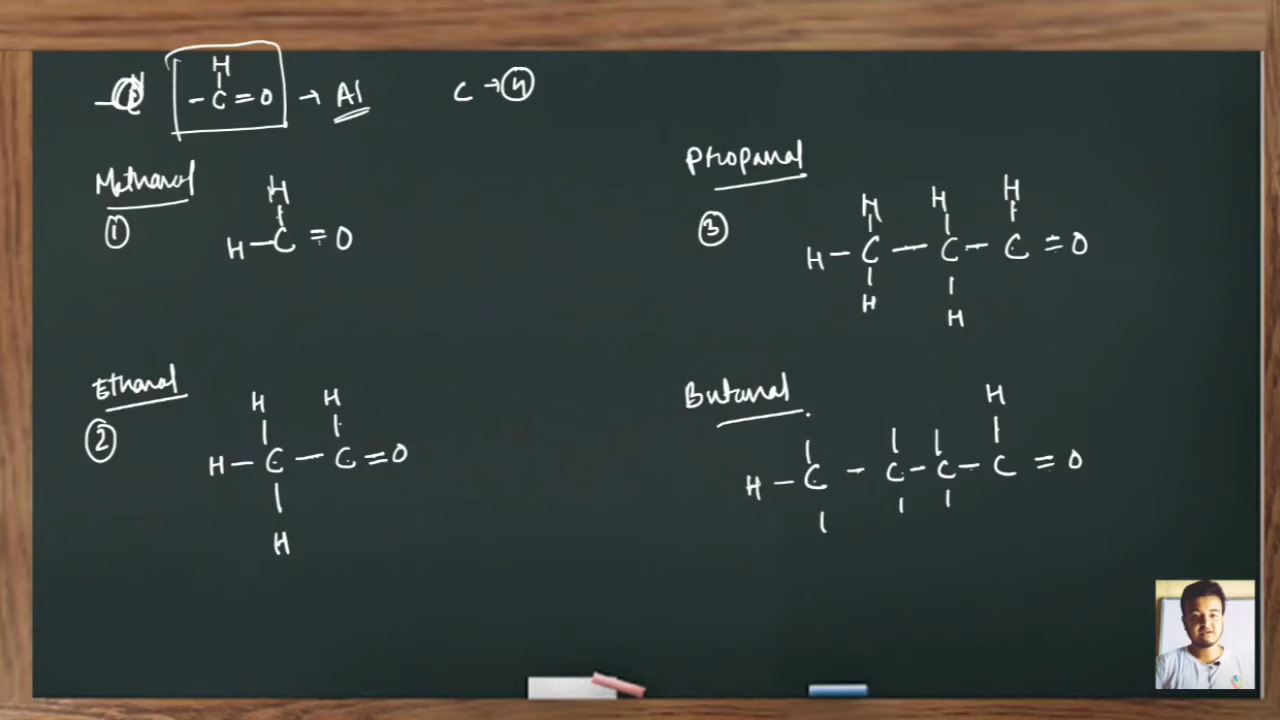 H
-C=O → Al
C → 4
Methanal
1
H
H-C=O
Ethanal
2
H H
H-C-C=O
H
Propanal
3
H H H
H-C-C-C=O
H H
Butanal
H
H-C-C-C-C=O